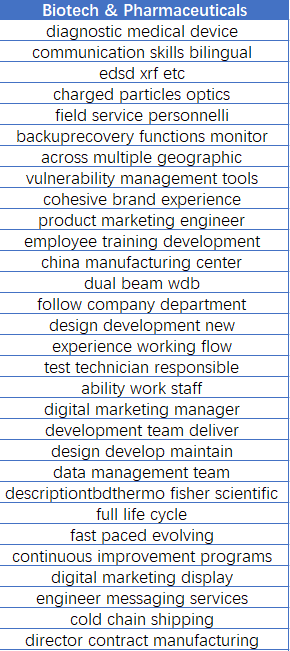 Biotech & Pharmaceuticals
diagnostic medical device
communication skills bilingual
edsd xrf etc
charged particles optics
field service personnelli
backuprecovery functions monitor
across multiple geographic
vulnerability management tools
cohesive brand experience
product marketing engineer
employee training development
china manufacturing center
dual beam wdb
follow company department
design development new
experience working flow
test technician responsible
ability work staff
digital marketing manager
development team deliver
design develop maintain
data management team
descriptiontbdthermo fisher scientific
full life cycle
fast paced evolving
continuous improvement programs
digital marketing display
engineer messaging services
cold chain shipping
director contract manufacturing